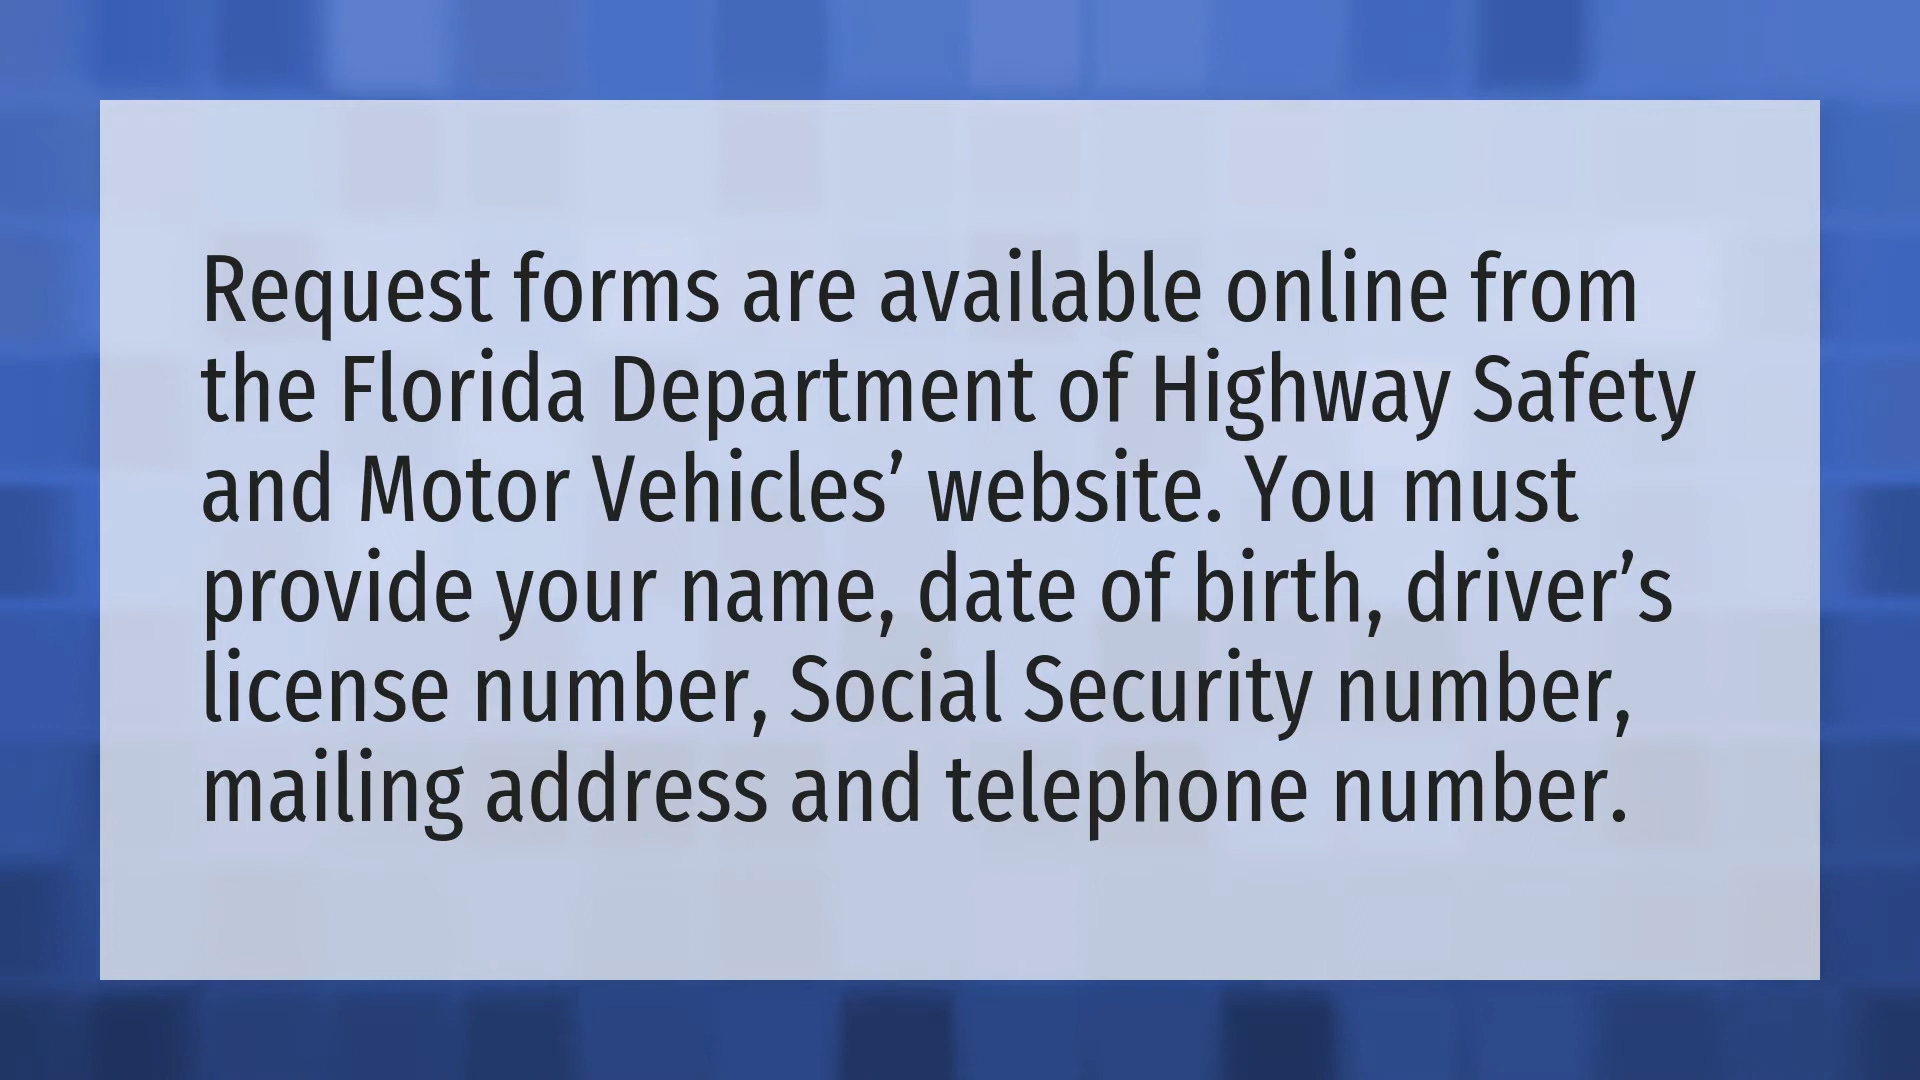 Request forms are available online from
the Florida Department of Highway Safety
and Motor Vehicles’ website. You must
provide your name, date of birth, driver’s
license number, Social Security number,
mailing address and telephone number.